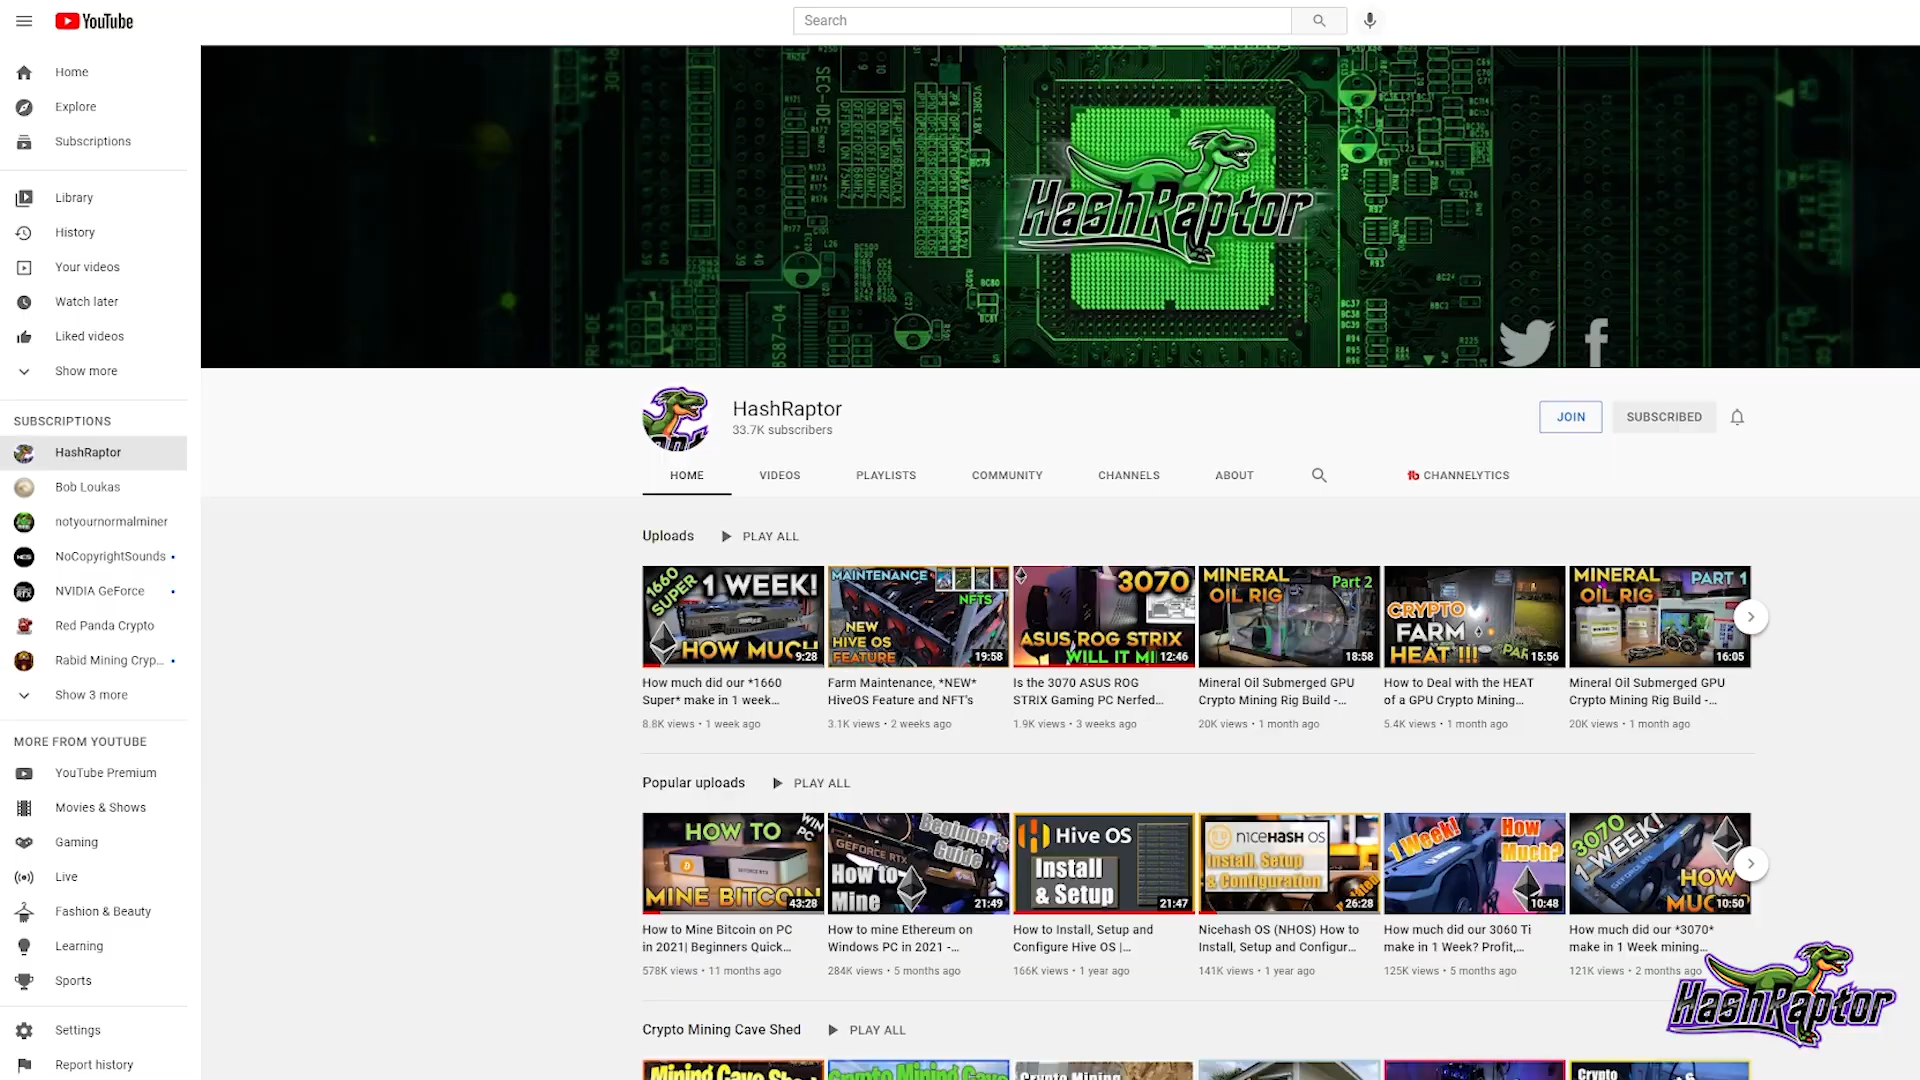 YouTube
Search
Home
Explore
Subscriptions
Library
History
Your videos
Watch later
Liked videos
Show more
SUBSCRIPTIONS
HashRaptor
Bob Loukas
notyournormalminer
NoCopyrightSounds
NVIDIA GeForce
Red Panda Crypto
Rabid Mining Cryp...
Show 3 more
MORE FROM YOUTUBE
YouTube Premium
Movies & Shows
Gaming
Live
Fashion & Beauty
Learning
Sports
Settings
Report history
HashRaptor
HashRaptor
33.7K subscribers
JOIN
SUBSCRIBED
HOME VIDEOS PLAYLISTS COMMUNITY CHANNELS ABOUT CHANNELYTICS
Uploads PLAY ALL
1660 SUPER 1 WEEK! HOW MUCH 9:28
How much did our *1660
Super* make in 1 week...
8.8K views • 1 week ago
MAINTENANCE NFTS NEW HIVE OS FEATURE 19:58
Farm Maintenance, *NEW*
HiveOS Feature and NFT's
3.1K views • 2 weeks ago
3070 ASUS ROG STRIX WILL IT MI 12:46
Is the 3070 ASUS ROG
STRIX Gaming PC Nerfed...
1.9K views • 3 weeks ago
MINERAL OIL RIG Part 2 18:58
Mineral Oil Submerged GPU
Crypto Mining Rig Build -...
20K views • 1 month ago
CRYPTO FARM HEAT !!! PAR 15:56
How to Deal with the HEAT
of a GPU Crypto Mining...
5.4K views • 1 month ago
MINERAL OIL RIG PART 1 16:05
Mineral Oil Submerged GPU
Crypto Mining Rig Build -...
20K views • 1 month ago
Popular uploads PLAY ALL
HOW TO WIN PC MINE BITCOIN 43:28
How to Mine Bitcoin on PC
in 2021| Beginners Quick...
578K views • 11 months ago
Beginner's Guide GEFORCE RTX How to Mine 21:49
How to mine Ethereum on
Windows PC in 2021 -...
284K views • 5 months ago
Hive OS Install & Setup 21:47
How to Install, Setup and
Configure Hive OS |...
166K views • 1 year ago
NICEHASH OS Install, Setup & Configuration 26:28
Nicehash OS (NHOS) How to
Install, Setup and Configur...
141K views • 1 year ago
1 Week! How Much? 10:48
How much did our 3060 Ti
make in 1 Week? Profit,...
125K views • 5 months ago
3070 1 WEEK! HOW MUC 10:50
How much did our *3070*
make in 1 Week mining...
121K views • 2 months ago
HashRaptor
Crypto Mining Cave Shed PLAY ALL
Mining Cave Shed
Crypto Mining Cave
Crypto Mining
Crypto